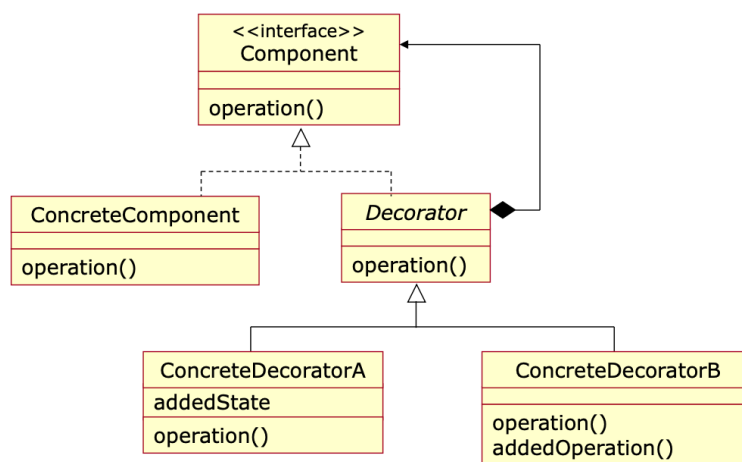 <<interface>>
Component
operation()
ConcreteComponent
operation()
Decorator
operation()
ConcreteDecoratorA
addedState
operation()
ConcreteDecoratorB
operation()
addedOperation()